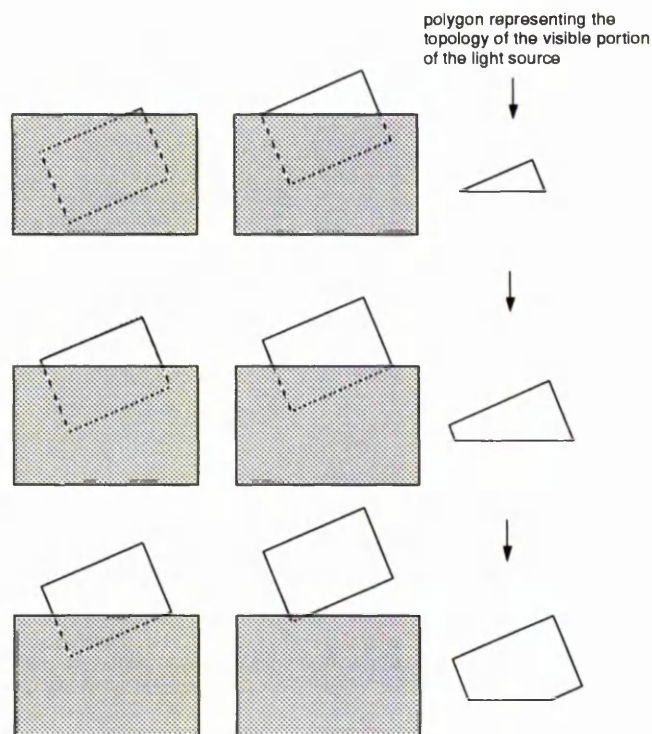 polygon representing the
topology of the visible portion
of the light source